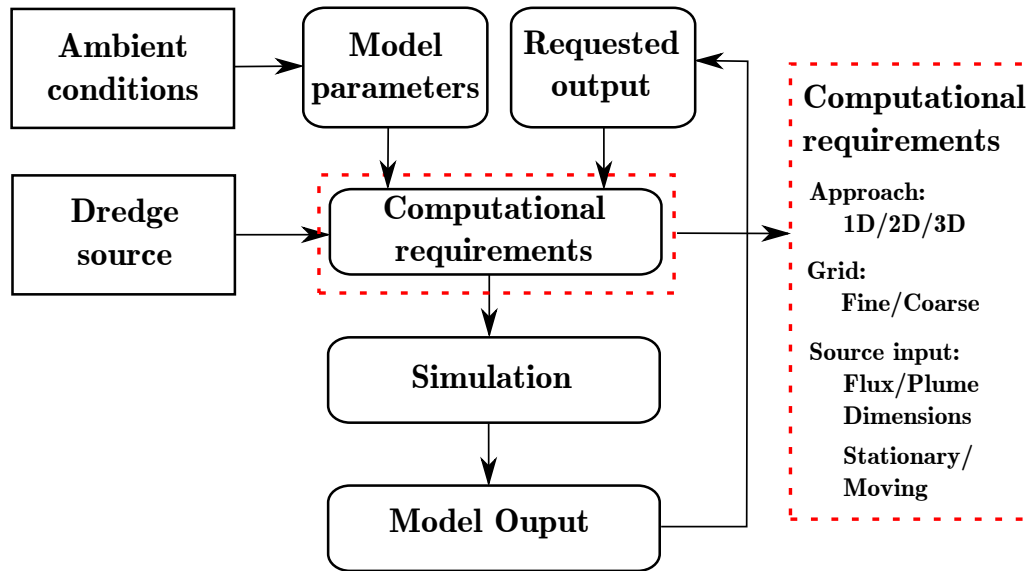 Ambient
conditions
Model
parameters
Requested
output
Dredge
source
Computational
requirements
Simulation
Model Ouput
Computational
requirements
Approach:
1D/2D/3D
Grid:
Fine/Coarse
Source input:
Flux/Plume
Dimensions
Stationary/
Moving